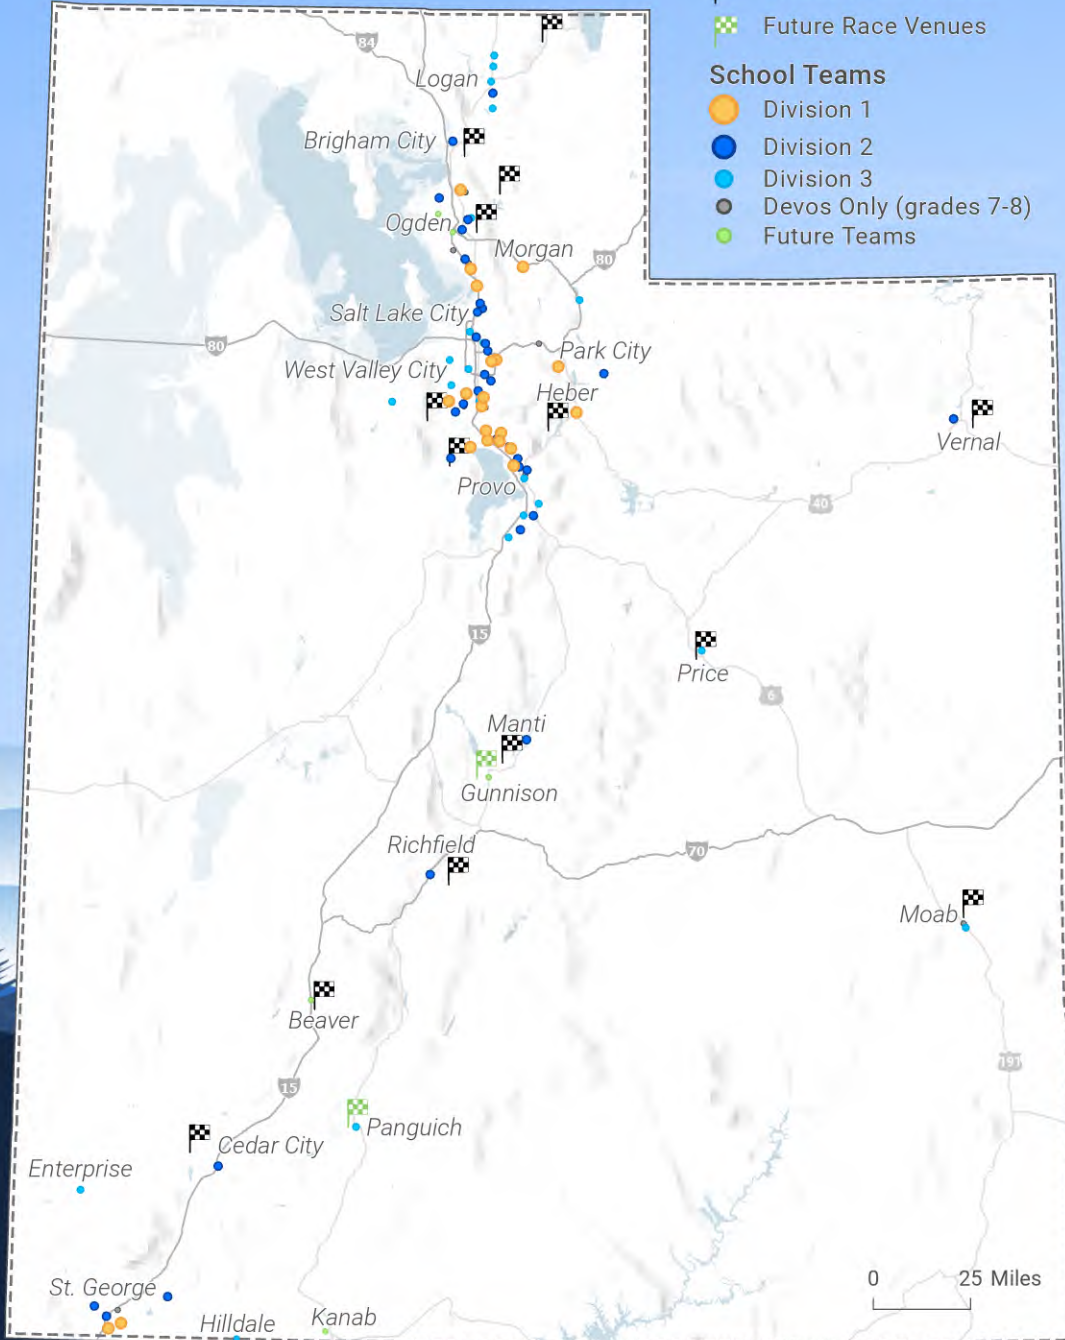 Future Race Venues
School Teams
Division 1
Division 2
Division 3
Devos Only (grades 7-8)
Future Teams
84
Logan
Brigham City
Ogden
Morgan
80
Salt Lake City
80
Park City
West Valley City
Heber
Vernal
Provo
40
15
Price
6
Manti
Gunnison
Richfield
70
Moab
Beaver
191
15
Panguich
Cedar City
Enterprise
0 25 Miles
St. George
Hilldale
Kanab